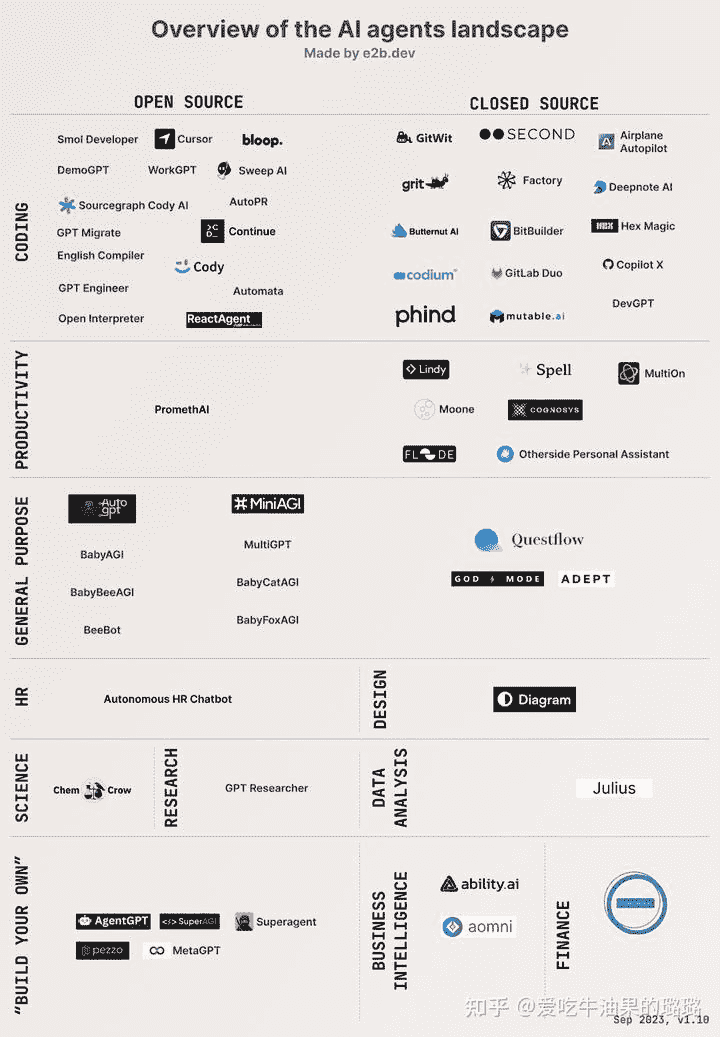 Overview of the AI agents landscape
Made by e2b.dev
OPEN SOURCE
CLOSED SOURCE
CODING
Smol Developer
Cursor
bloop.
DemoGPT
WorkGPT
Sweep AI
Sourcegraph Cody AI
AutoPR
GPT Migrate
Continue
English Compiler
Cody
GPT Engineer
Automata
Open Interpreter
ReactAgent
GitWit
SECOND
Airplane
Autopilot
grit
Factory
Deepnote AI
Butternut AI
BitBuilder
HEX
Hex Magic
codium
GitLab Duo
Copilot X
DevGPT
phind
mutable.ai
PRODUCTIVITY
PromethAI
Lindy
Spell
MultiOn
Moone
COGNOSYS
Otherside Personal Assistant
GENERAL PURPOSE
Auto
gpt
MiniAGI
BabyAGI
MultiGPT
BabyBeeAGI
BabyCatAGI
BeeBot
BabyFoxAGI
Questflow
GOD MODE
ADEPT
HR
Autonomous HR Chatbot
DESIGN
Diagram
SCIENCE
Chem Crow
RESEARCH
GPT Researcher
DATA
ANALYSIS
Julius
"BUILD YOUR OWN"
AgentGPT
</> SuperAGI
Superagent
pezzo
MetaGPT
BUSINESS
INTELLIGENCE
ability.ai
aomni
FINANCE
知乎 @爱吃牛油果的璐璐
Sep 2023, v1.10